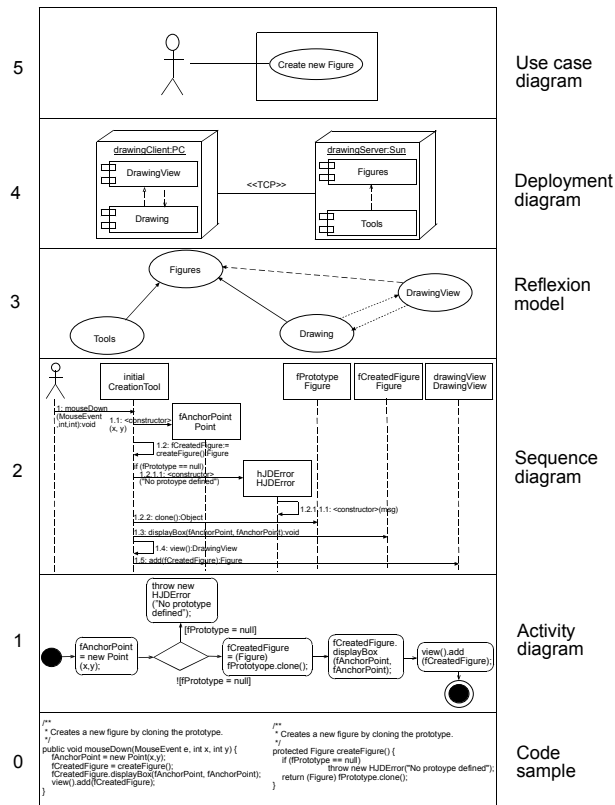 5
Create new Figure
Use case
diagram
4
drawingClient:PC
DrawingView
Drawing
<<TCP>>
drawingServer:Sun
Figures
Tools
Deployment
diagram
3
Figures
DrawingView
Tools
Drawing
Reflexion
model
2
initial
CreationTool
fPrototype
Figure
fCreatedFigure
Figure
drawingView
DrawingView
1: mouseDown
(MouseEvent
,int,int):void
1.1: <constructor>
(x, y)
fAnchorPoint
Point
1.2: fCreatedFigure:=
createFigure():Figure
if (fPrototype == null)
1.2.1.1: <constructor>
("No protoype defined")
hJDError
HJDError
1.2.1.1.1: <constructor>(msg)
1.2.2: clone():Object
1.3: displayBox(fAnchorPoint, fAnchorPoint):void
1.4: view():DrawingView
1.5: add(fCreatedFigure):Figure
Sequence
diagram
1
throw new
HJDError
("No prototype
defined");
[fPrototype = null]
fAnchorPoint
= new Point
(x,y);
![fPrototype = null]
fCreatedFigure
= (Figure)
fPrototype.clone();
fCreatedFigure.
displayBox
(fAnchorPoint,
fAnchorPoint);
view().add
(fCreatedFigure);
Activity
diagram
0
/**
* Creates a new figure by cloning the prototype.
*/
public void mouseDown(MouseEvent e, int x, int y) {
fAnchorPoint = new Point(x,y);
fCreatedFigure = createFigure();
fCreatedFigure.displayBox(fAnchorPoint, fAnchorPoint);
view().add(fCreatedFigure);
}
/**
* Creates a new figure by cloning the prototype.
*/
protected Figure createFigure() {
if (fPrototype == null)
throw new HJDError("No protoype defined");
return (Figure) fPrototype.clone();
}
Code
sample